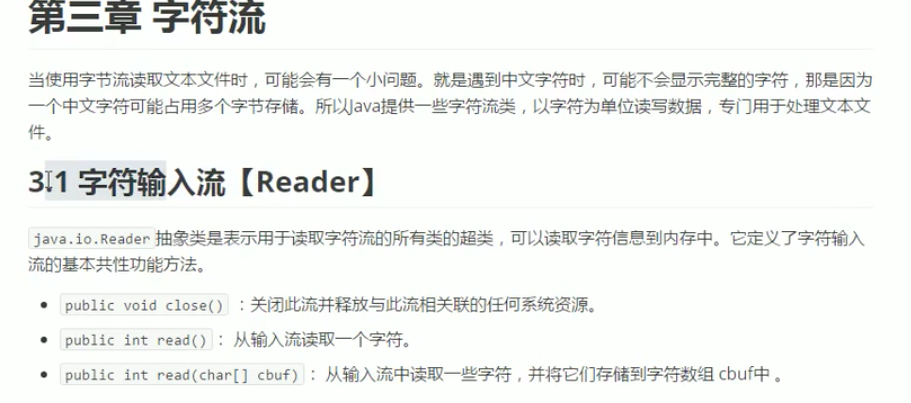 第三章 字符流
当使用字节流读取文本文件时，可能会有一个小问题。就是遇到中文字符时，可能不会显示完整的字符，那是因为
一个中文字符可能占用多个字节存储。所以Java提供一些字符流类，以字符为单位读写数据，专门用于处理文本文
件。
3.1 字符输入流【Reader】
java.io.Reader 抽象类是表示用于读取字符流的所有类的超类，可以读取字符信息到内存中。它定义了字符输入
流的基本共性功能方法。
• public void close() ：关闭此流并释放与此流相关联的任何系统资源。
• public int read() ： 从输入流读取一个字符。
• public int read(char[] cbuf) ： 从输入流中读取一些字符，并将它们存储到字符数组 cbuf中 。